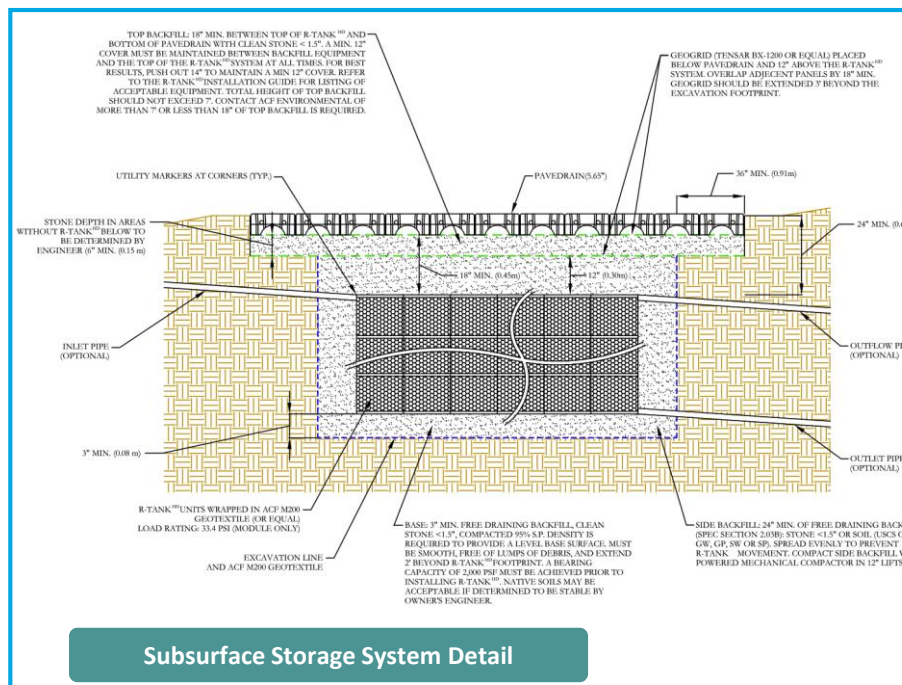 TOP BACKFILL: 18" MIN. BETWEEN TOP OF R-TANK HD AND
BOTTOM OF PAVEDRAIN WITH CLEAN STONE < 1.5". A MIN. 12"
COVER MUST BE MAINTAINED BETWEEN BACKFILL EQUIPMENT
AND THE TOP OF THE R-TANK HD SYSTEM AT ALL TIMES. FOR BEST
RESULTS, PUSH OUT 14" TO MAINTAIN A MIN 12" COVER. REFER
TO THE R-TANK HD INSTALLATION GUIDE FOR LISTING OF
ACCEPTABLE EQUIPMENT. TOTAL HEIGHT OF TOP BACKFILL
SHOULD NOT EXCEED 7'. CONTACT ACF ENVIRONMENTAL OF
MORE THAN 7' OR LESS THAN 18" OF TOP BACKFILL IS REQUIRED.
GEOGRID (TENSAR BX-1200 OR EQUAL) PLACED
BELOW PAVEDRAIN AND 12" ABOVE THE R-TANK HD
SYSTEM. OVERLAP ADJECENT PANELS BY 18" MIN.
GEOGRID SHOULD BE EXTENDED 3' BEYOND THE
EXCAVATION FOOTPRINT.
UTILITY MARKERS AT CORNERS (TYP.)
PAVEDRAIN(5.65")
36" MIN. (0.91m)
STONE DEPTH IN AREAS
WITHOUT R-TANK HD BELOW TO
BE DETERMINED BY
ENGINEER (6" MIN. (0.15 m)
24" MIN. (0.6
18" MIN. (0.45m)
12" (0.30m)
INLET PIPE
(OPTIONAL)
OUTFLOW PI
(OPTIONAL)
3" MIN. (0.08 m)
OUTLET PIPE
(OPTIONAL)
R-TANK HD UNITS WRAPPED IN ACF M200
GEOTEXTILE (OR EQUAL)
LOAD RATING: 33.4 PSI (MODULE ONLY)
EXCAVATION LINE
AND ACF M200 GEOTEXTILE
BASE: 3" MIN. FREE DRAINING BACKFILL, CLEAN
STONE <1.5", COMPACTED 95% S.P. DENSITY IS
REQUIRED TO PROVIDE A LEVEL BASE SURFACE. MUST
BE SMOOTH, FREE OF LUMPS OF DEBRIS, AND EXTEND
2' BEYOND R-TANK HD FOOTPRINT. A BEARING
CAPACITY OF 2,000 PSF MUST BE ACHIEVED PRIOR TO
INSTALLING R-TANK HD. NATIVE SOILS MAY BE
ACCEPTABLE IF DETERMINED TO BE STABLE BY
OWNER'S ENGINEER.
SIDE BACKFILL: 24" MIN. OF FREE DRAINING BACK
(SPEC SECTION 2.03B): STONE <1.5" OR SOIL (USCS
GW, GP, SW OR SP). SPREAD EVENLY TO PREVENT
R-TANK MOVEMENT. COMPACT SIDE BACKFILL W
POWERED MECHANICAL COMPACTOR IN 12" LIFTS
Subsurface Storage System Detail